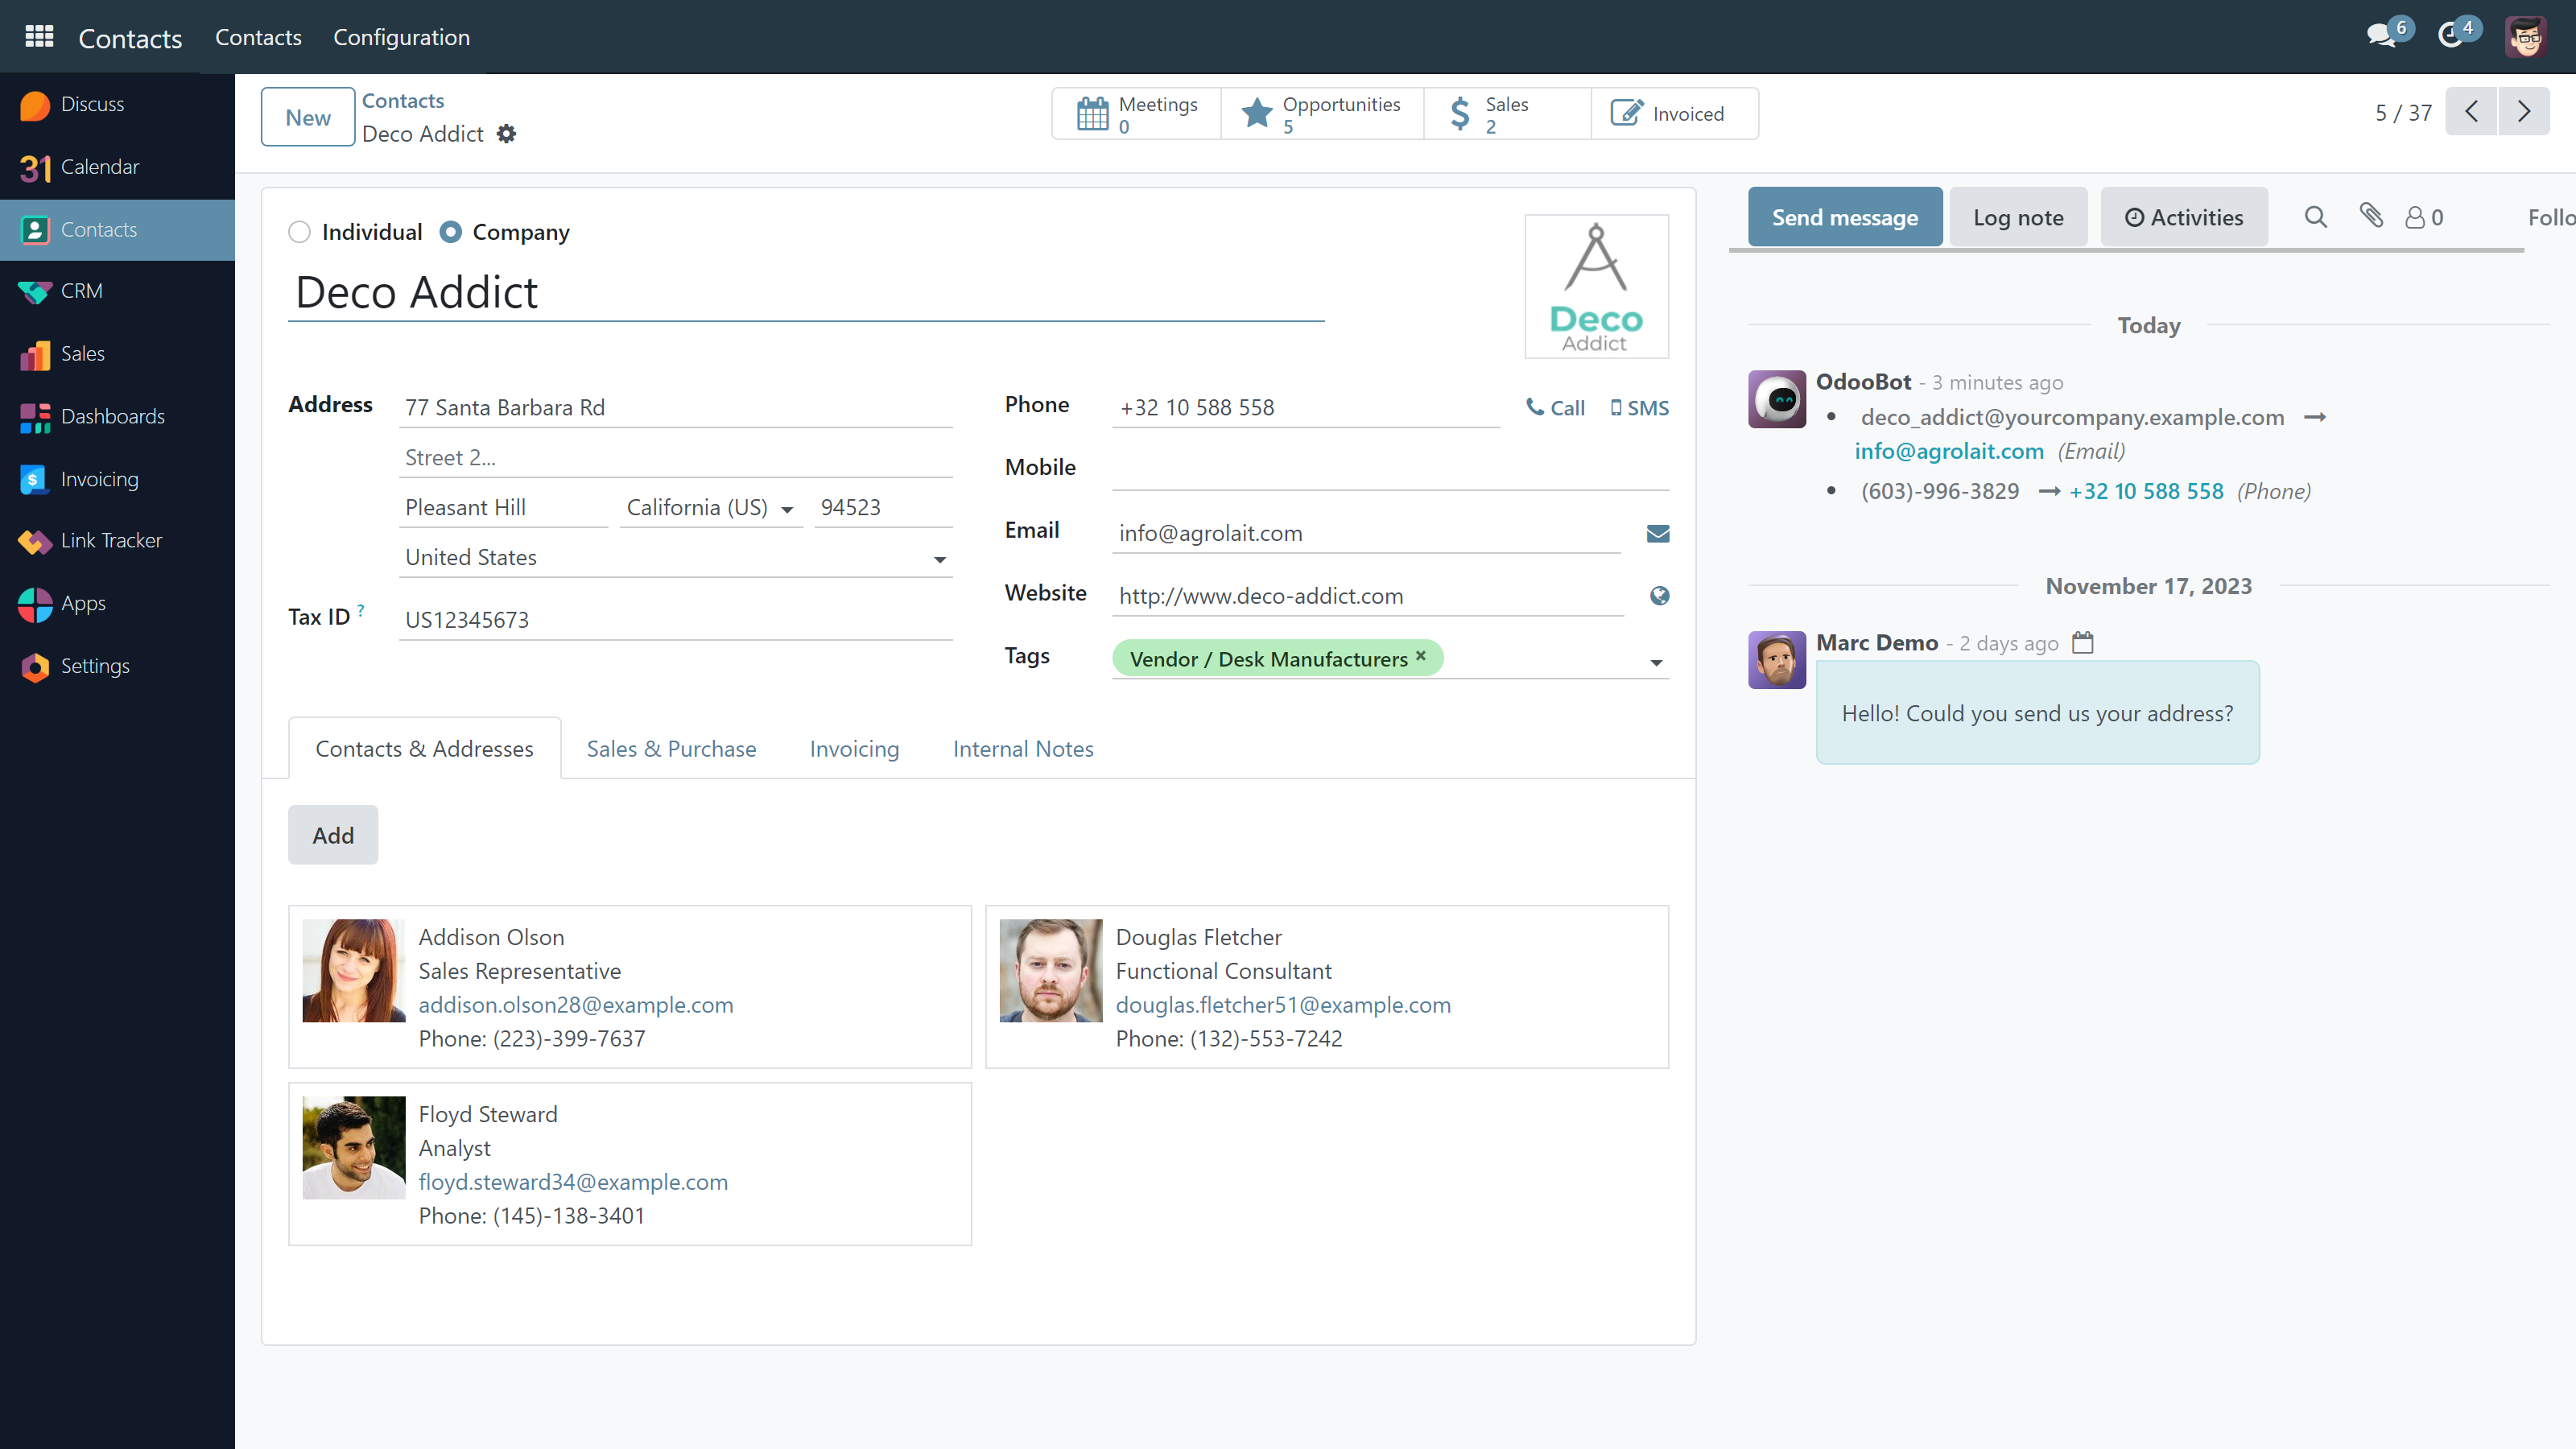 Contacts
Contacts
Configuration
6
4
Discuss
31 Calendar
Contacts
CRM
Sales
Dashboards
$ Invoicing
Link Tracker
Apps
Settings
New
Contacts
Deco Addict
Meetings
0
Opportunities
5
$ Sales
2
Invoiced
5 / 37
Individual
Company
Deco Addict
Deco
Addict
Address
77 Santa Barbara Rd
Street 2...
Pleasant Hill
California (US)
94523
United States
Tax ID ?
US12345673
Phone
+32 10 588 558
Call
SMS
Mobile
Email
info@agrolait.com
Website
http://www.deco-addict.com
Tags
Vendor / Desk Manufacturers ×
Contacts & Addresses
Sales & Purchase
Invoicing
Internal Notes
Add
Addison Olson
Sales Representative
addison.olson28@example.com
Phone: (223)-399-7637
Douglas Fletcher
Functional Consultant
douglas.fletcher51@example.com
Phone: (132)-553-7242
Floyd Steward
Analyst
floyd.steward34@example.com
Phone: (145)-138-3401
Send message
Log note
Activities
0
Follo
Today
OdooBot - 3 minutes ago
• deco_addict@yourcompany.example.com →
info@agrolait.com (Email)
• (603)-996-3829 → +32 10 588 558 (Phone)
November 17, 2023
Marc Demo - 2 days ago
Hello! Could you send us your address?